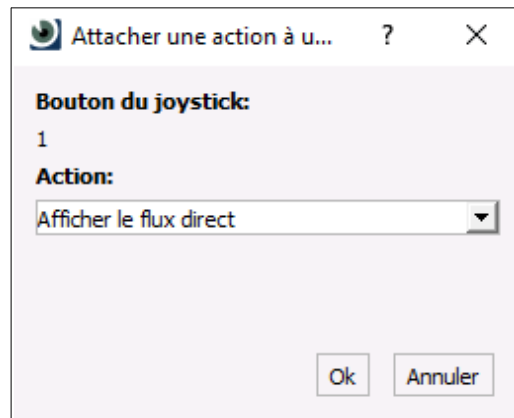 Attacher une action à u... ?
Bouton du joystick:
1
Action:
Afficher le flux direct
Ok Annuler